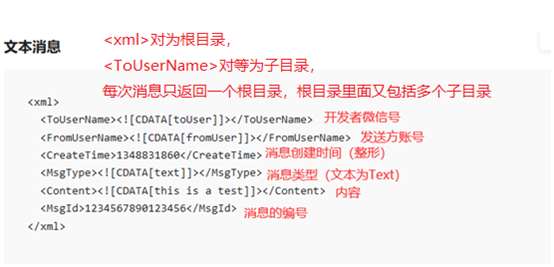 <xml>对为根目录，
文本消息
<ToUserName>对等为子目录，
每次消息只返回一个根目录，根目录里面又包括多个子目录
<xml>
<ToUserName><![CDATA[toUser]]></ToUserName> 开发者微信号
<FromUserName><![CDATA[fromUser]]></FromUserName> 发送方账号
<CreateTime>1348831860</CreateTime> 消息创建时间（整形）
<MsgType><![CDATA[text]]></MsgType> 消息类型（文本为Text）
<Content><![CDATA[this is a test]]></Content> 内容
<MsgId>1234567890123456</MsgId> 消息的编号
</xml>